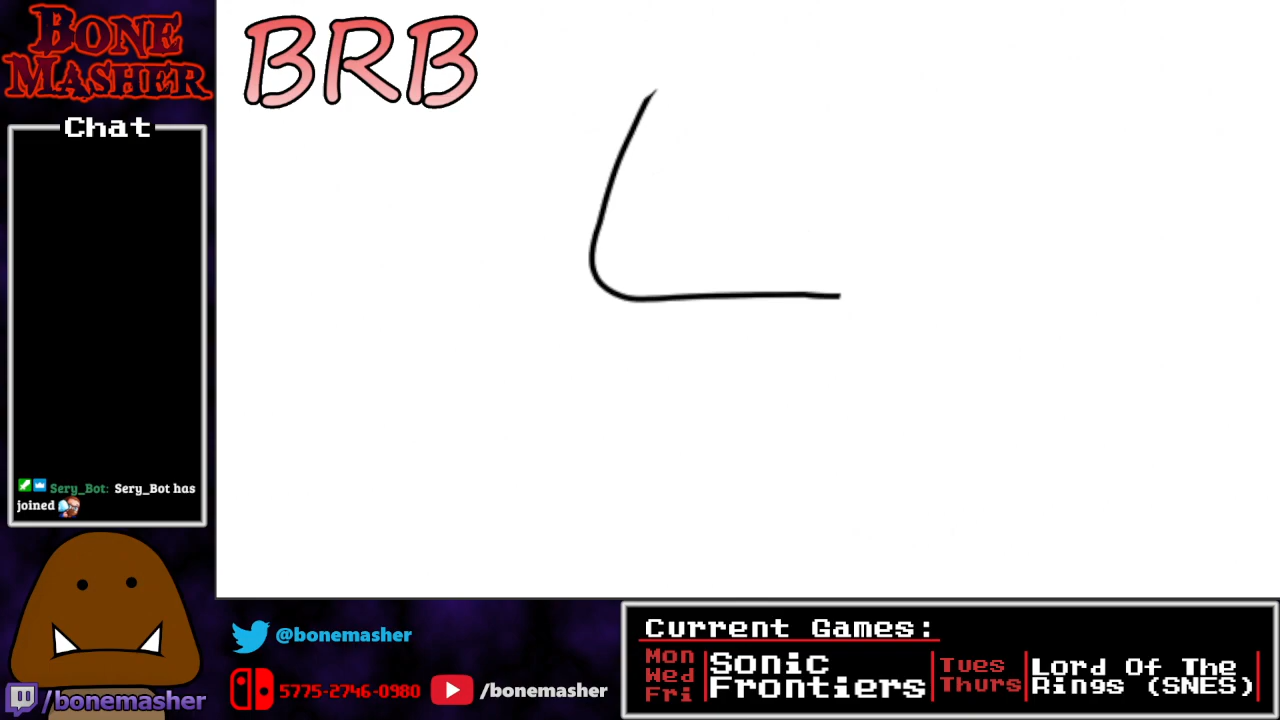 BONE
MASHER
BRB
Chat
Sery_Bot: Sery_Bot has
joined
/bonemasher
@bonemasher
5775-2746-0980
/bonemasher
Current Games:
Mon
Wed
Fri
Sonic
Frontiers
Tues
Thurs
Lord Of The
Rings (SNES)